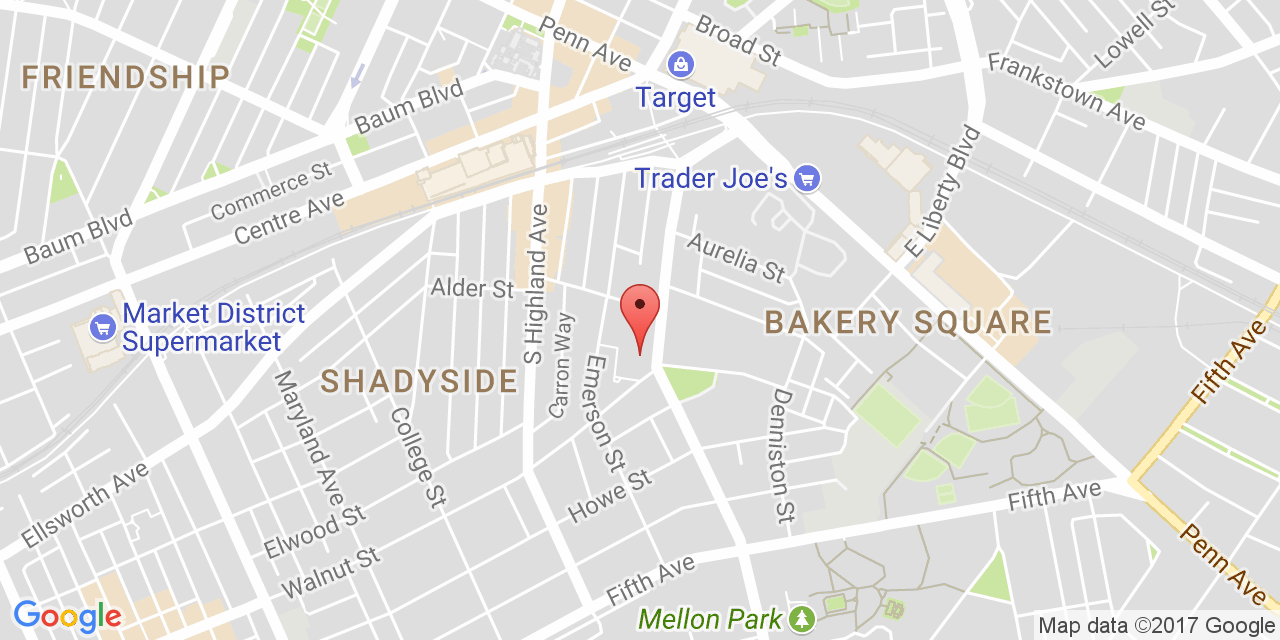 Penn Ave
Broad St
Lowell St
FRIENDSHIP
Baum Blvd
Target
Frankstown Ave
Commerce St
Trader Joe's
Centre Ave
Baum Blvd
E Liberty Blvd
S Highland Ave
Aurelia St
Alder St
Market District
Supermarket
BAKERY SQUARE
Carron Way
Fifth Ave
SHADYSIDE
Emerson St
Maryland Ave
College St
Denniston St
Ellsworth Ave
Howe St
Fifth Ave
Elwood St
Walnut St
Fifth Ave
Penn Ave
Google
Mellon Park
Map data ©2017 Google